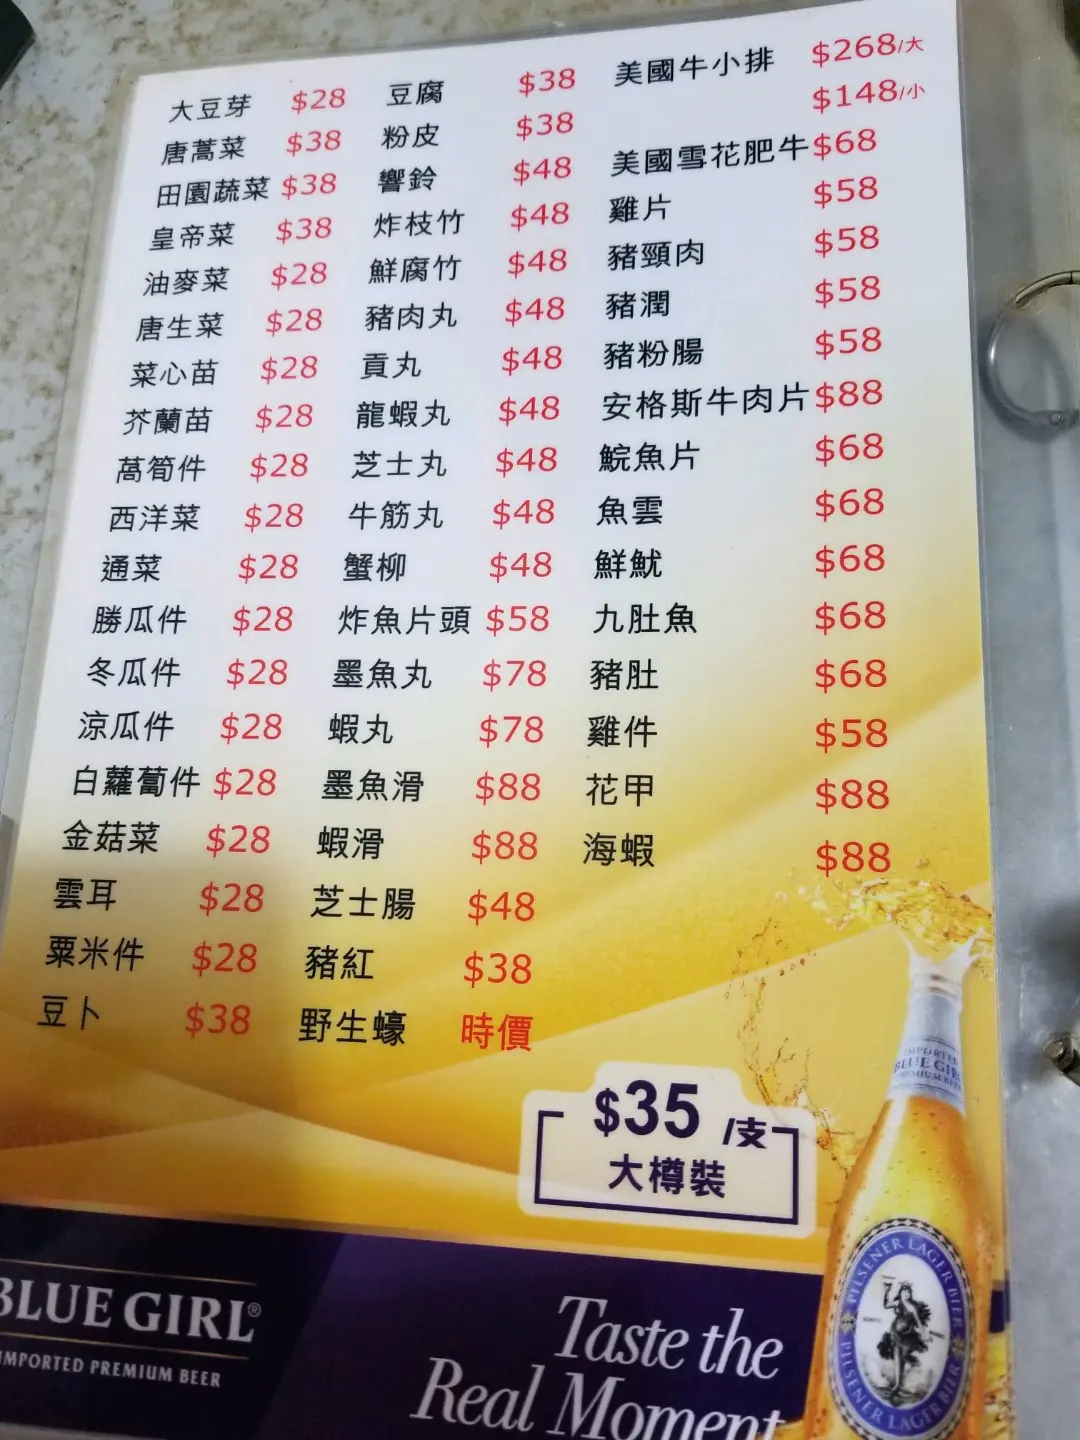 大豆芽 $28
唐蒿菜 $38
田園蔬菜 $38
皇帝菜 $38
油麥菜 $28
唐生菜 $28
菜心苗 $28
芥蘭苗 $28
萵筍件 $28
西洋菜 $28
通菜 $28
勝瓜件 $28
冬瓜件 $28
涼瓜件 $28
白蘿蔔件 $28
金菇菜 $28
雲耳 $28
粟米件 $28
豆卜 $38
豆腐 $38
粉皮 $38
響鈴 $48
炸枝竹 $48
鮮腐竹 $48
豬肉丸 $48
貢丸 $48
龍蝦丸 $48
芝士丸 $48
牛筋丸 $48
蟹柳 $48
炸魚片頭 $58
墨魚丸 $78
蝦丸 $78
墨魚滑 $88
蝦滑 $88
芝士腸 $48
豬紅 $38
野生蠔 時價
美國牛小排 $268/大
$148/小
美國雪花肥牛 $68
雞片 $58
豬頸肉 $58
豬潤 $58
豬粉腸 $58
安格斯牛肉片 $88
鯇魚片 $68
魚雲 $68
鮮魷 $68
九肚魚 $68
豬肚 $68
雞件 $58
花甲 $88
海蝦 $88
$35/支
大樽裝
BLUE GIRL®
IMPORTED PREMIUM BEER
Taste the
Real Moment
IMPORTED
BLUE GIRL
PREMIUM BEER
PILSENER LAGER BIER
PILSENER LAGER BIER